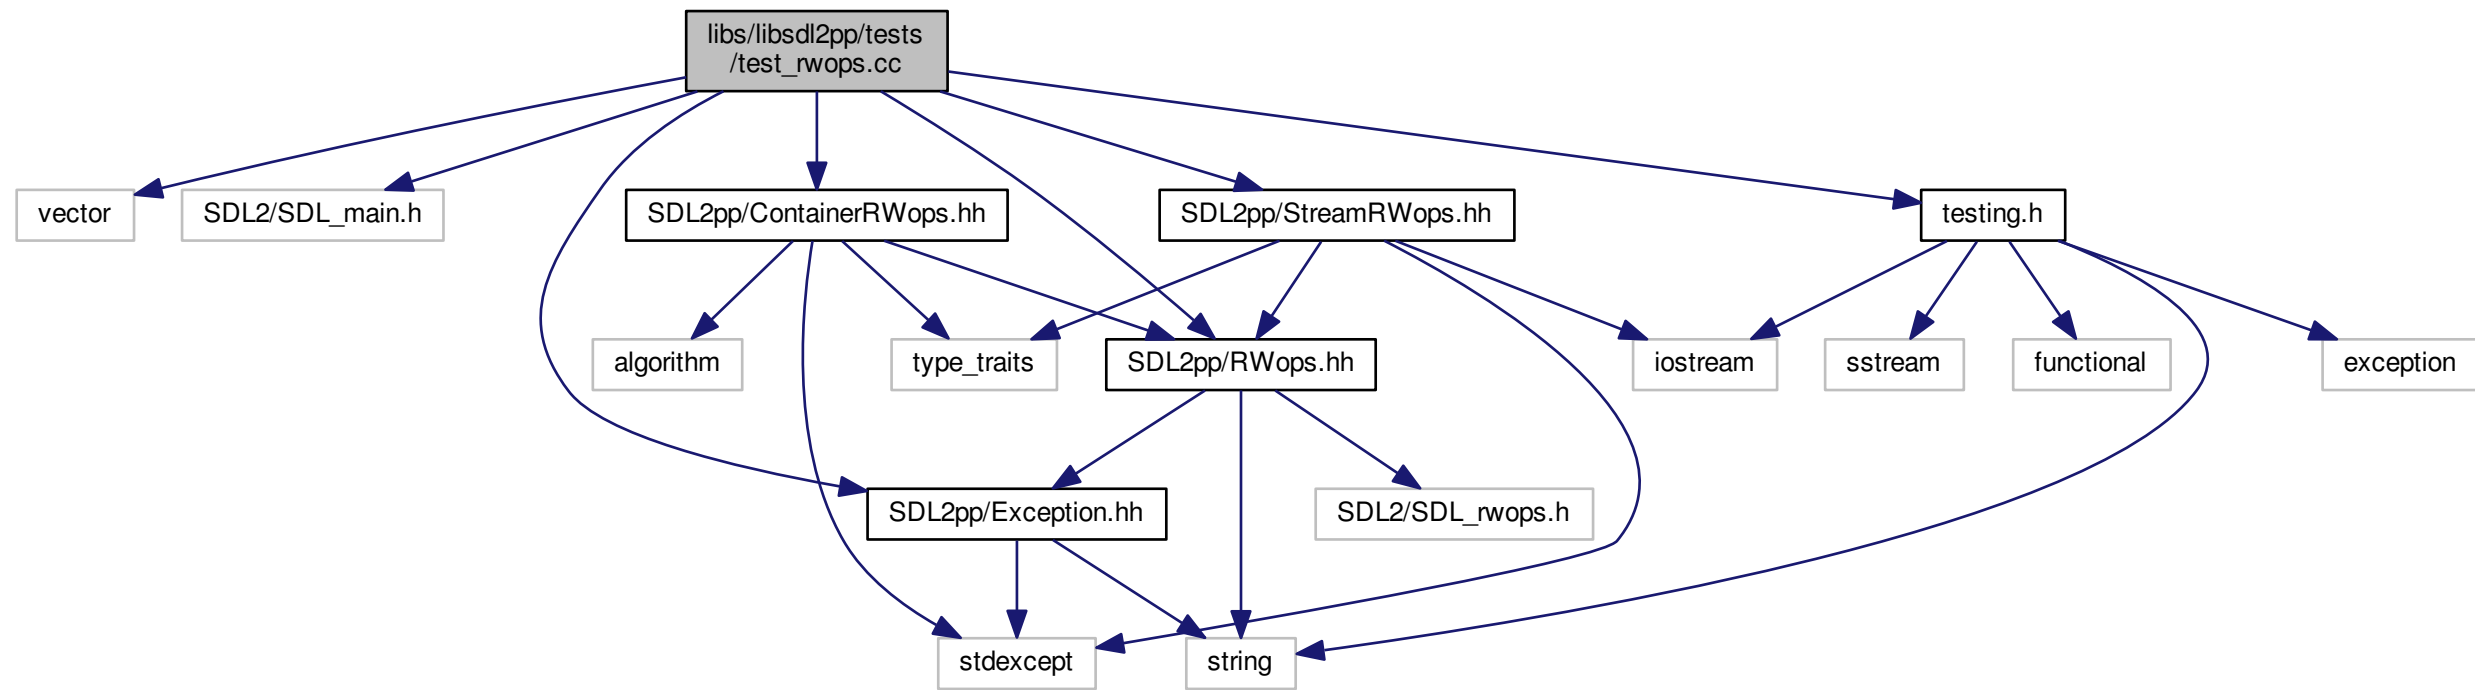 libs/libsdl2pp/tests
/test_rwops.cc
vector
SDL2/SDL_main.h
SDL2pp/ContainerRWops.hh
SDL2pp/StreamRWops.hh
testing.h
algorithm
type_traits
SDL2pp/RWops.hh
iostream
sstream
functional
exception
SDL2pp/Exception.hh
SDL2/SDL_rwops.h
stdexcept
string